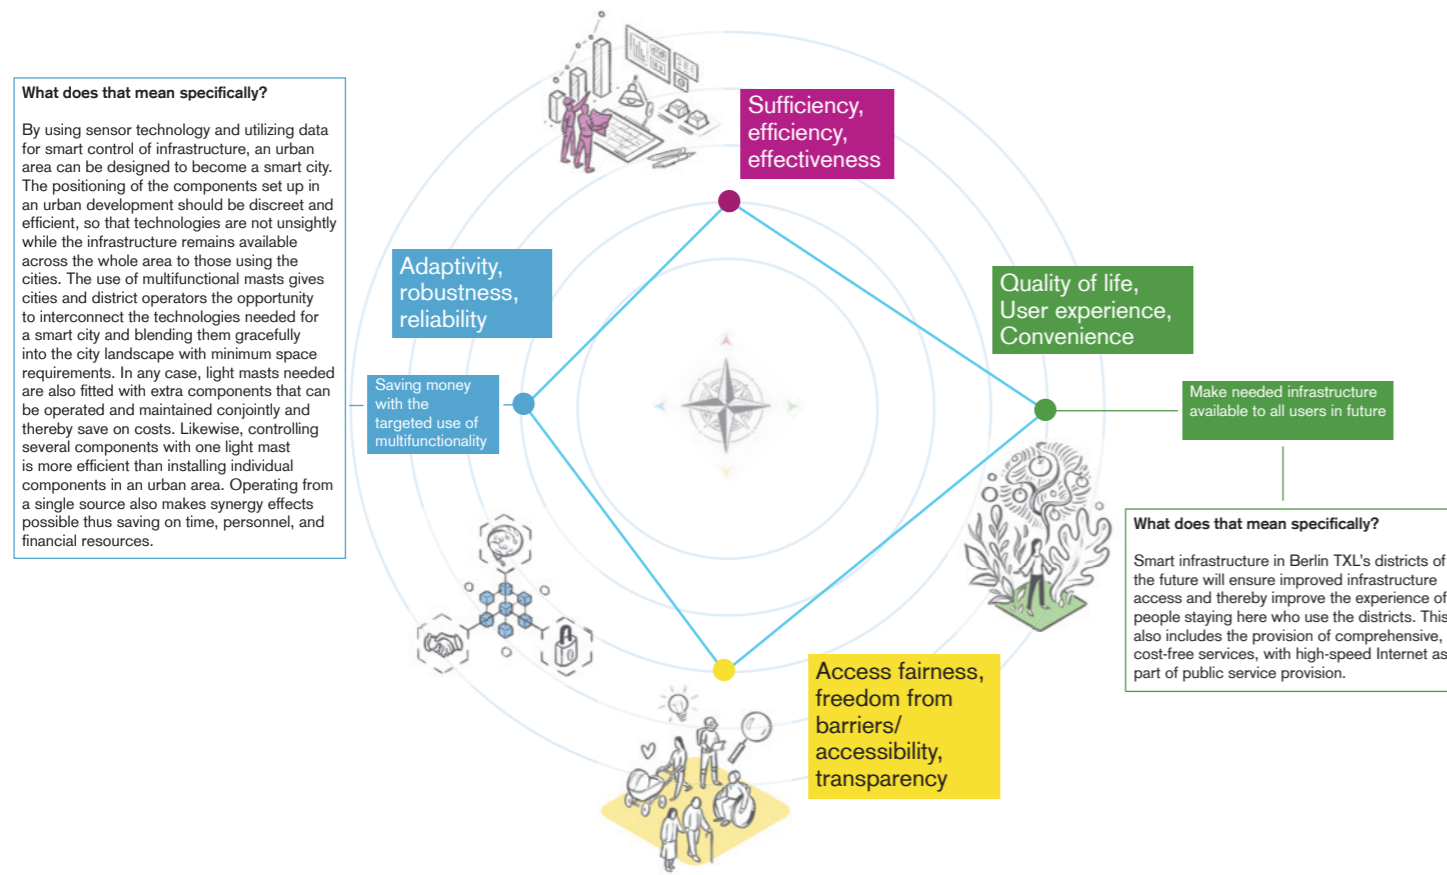 What does that mean specifically?
By using sensor technology and utilizing data
for smart control of infrastructure, an urban
area can be designed to become a smart city.
The positioning of the components set up in
an urban development should be discreet and
efficient, so that technologies are not unsightly
while the infrastructure remains available
across the whole area to those using the
cities. The use of multifunctional masts gives
cities and district operators the opportunity
to interconnect the technologies needed for
a smart city and blending them gracefully
into the city landscape with minimum space
requirements. In any case, light masts needed
are also fitted with extra components that can
be operated and maintained conjointly and
thereby save on costs. Likewise, controlling
several components with one light mast
is more efficient than installing individual
components in an urban area. Operating from
a single source also makes synergy effects
possible thus saving on time, personnel, and
financial resources.
Sufficiency,
efficiency,
effectiveness
Adaptivity,
robustness,
reliability
Saving money
with the
targeted use of
multifunctionality
Quality of life,
User experience,
Convenience
Make needed infrastructure
available to all users in future
What does that mean specifically?
Smart infrastructure in Berlin TXL's districts of
the future will ensure improved infrastructure
access and thereby improve the experience of
people staying here who use the districts. This
also includes the provision of comprehensive,
cost-free services, with high-speed Internet as
part of public service provision.
Access fairness,
freedom from
barriers/
accessibility,
transparency